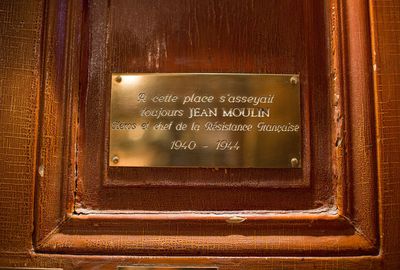 A cette place s'asseyait
toujours JEAN MOULIN
Héros et chef de la Résistance Française
1940 - 1944